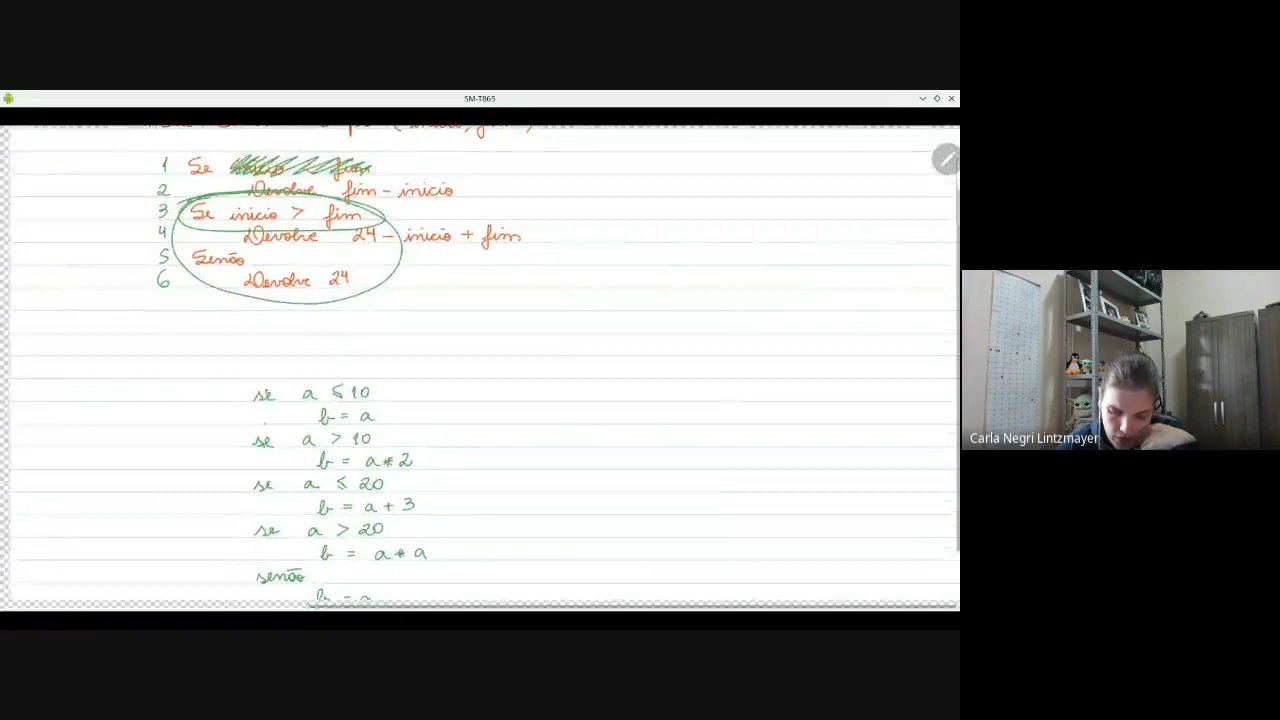 SM-T865
1 Se fim
2 Devolve fim - inicio
3 Se inicio > fim
4 Devolve 24 - inicio + fim
5 Senão
6 Devolve 24
se a ≤ 10
b = a
se a > 10
b = a * 2
se a ≤ 20
b = a + 3
se a > 20
b = a * a
senão
b = a
Carla Negri Lintzmayer